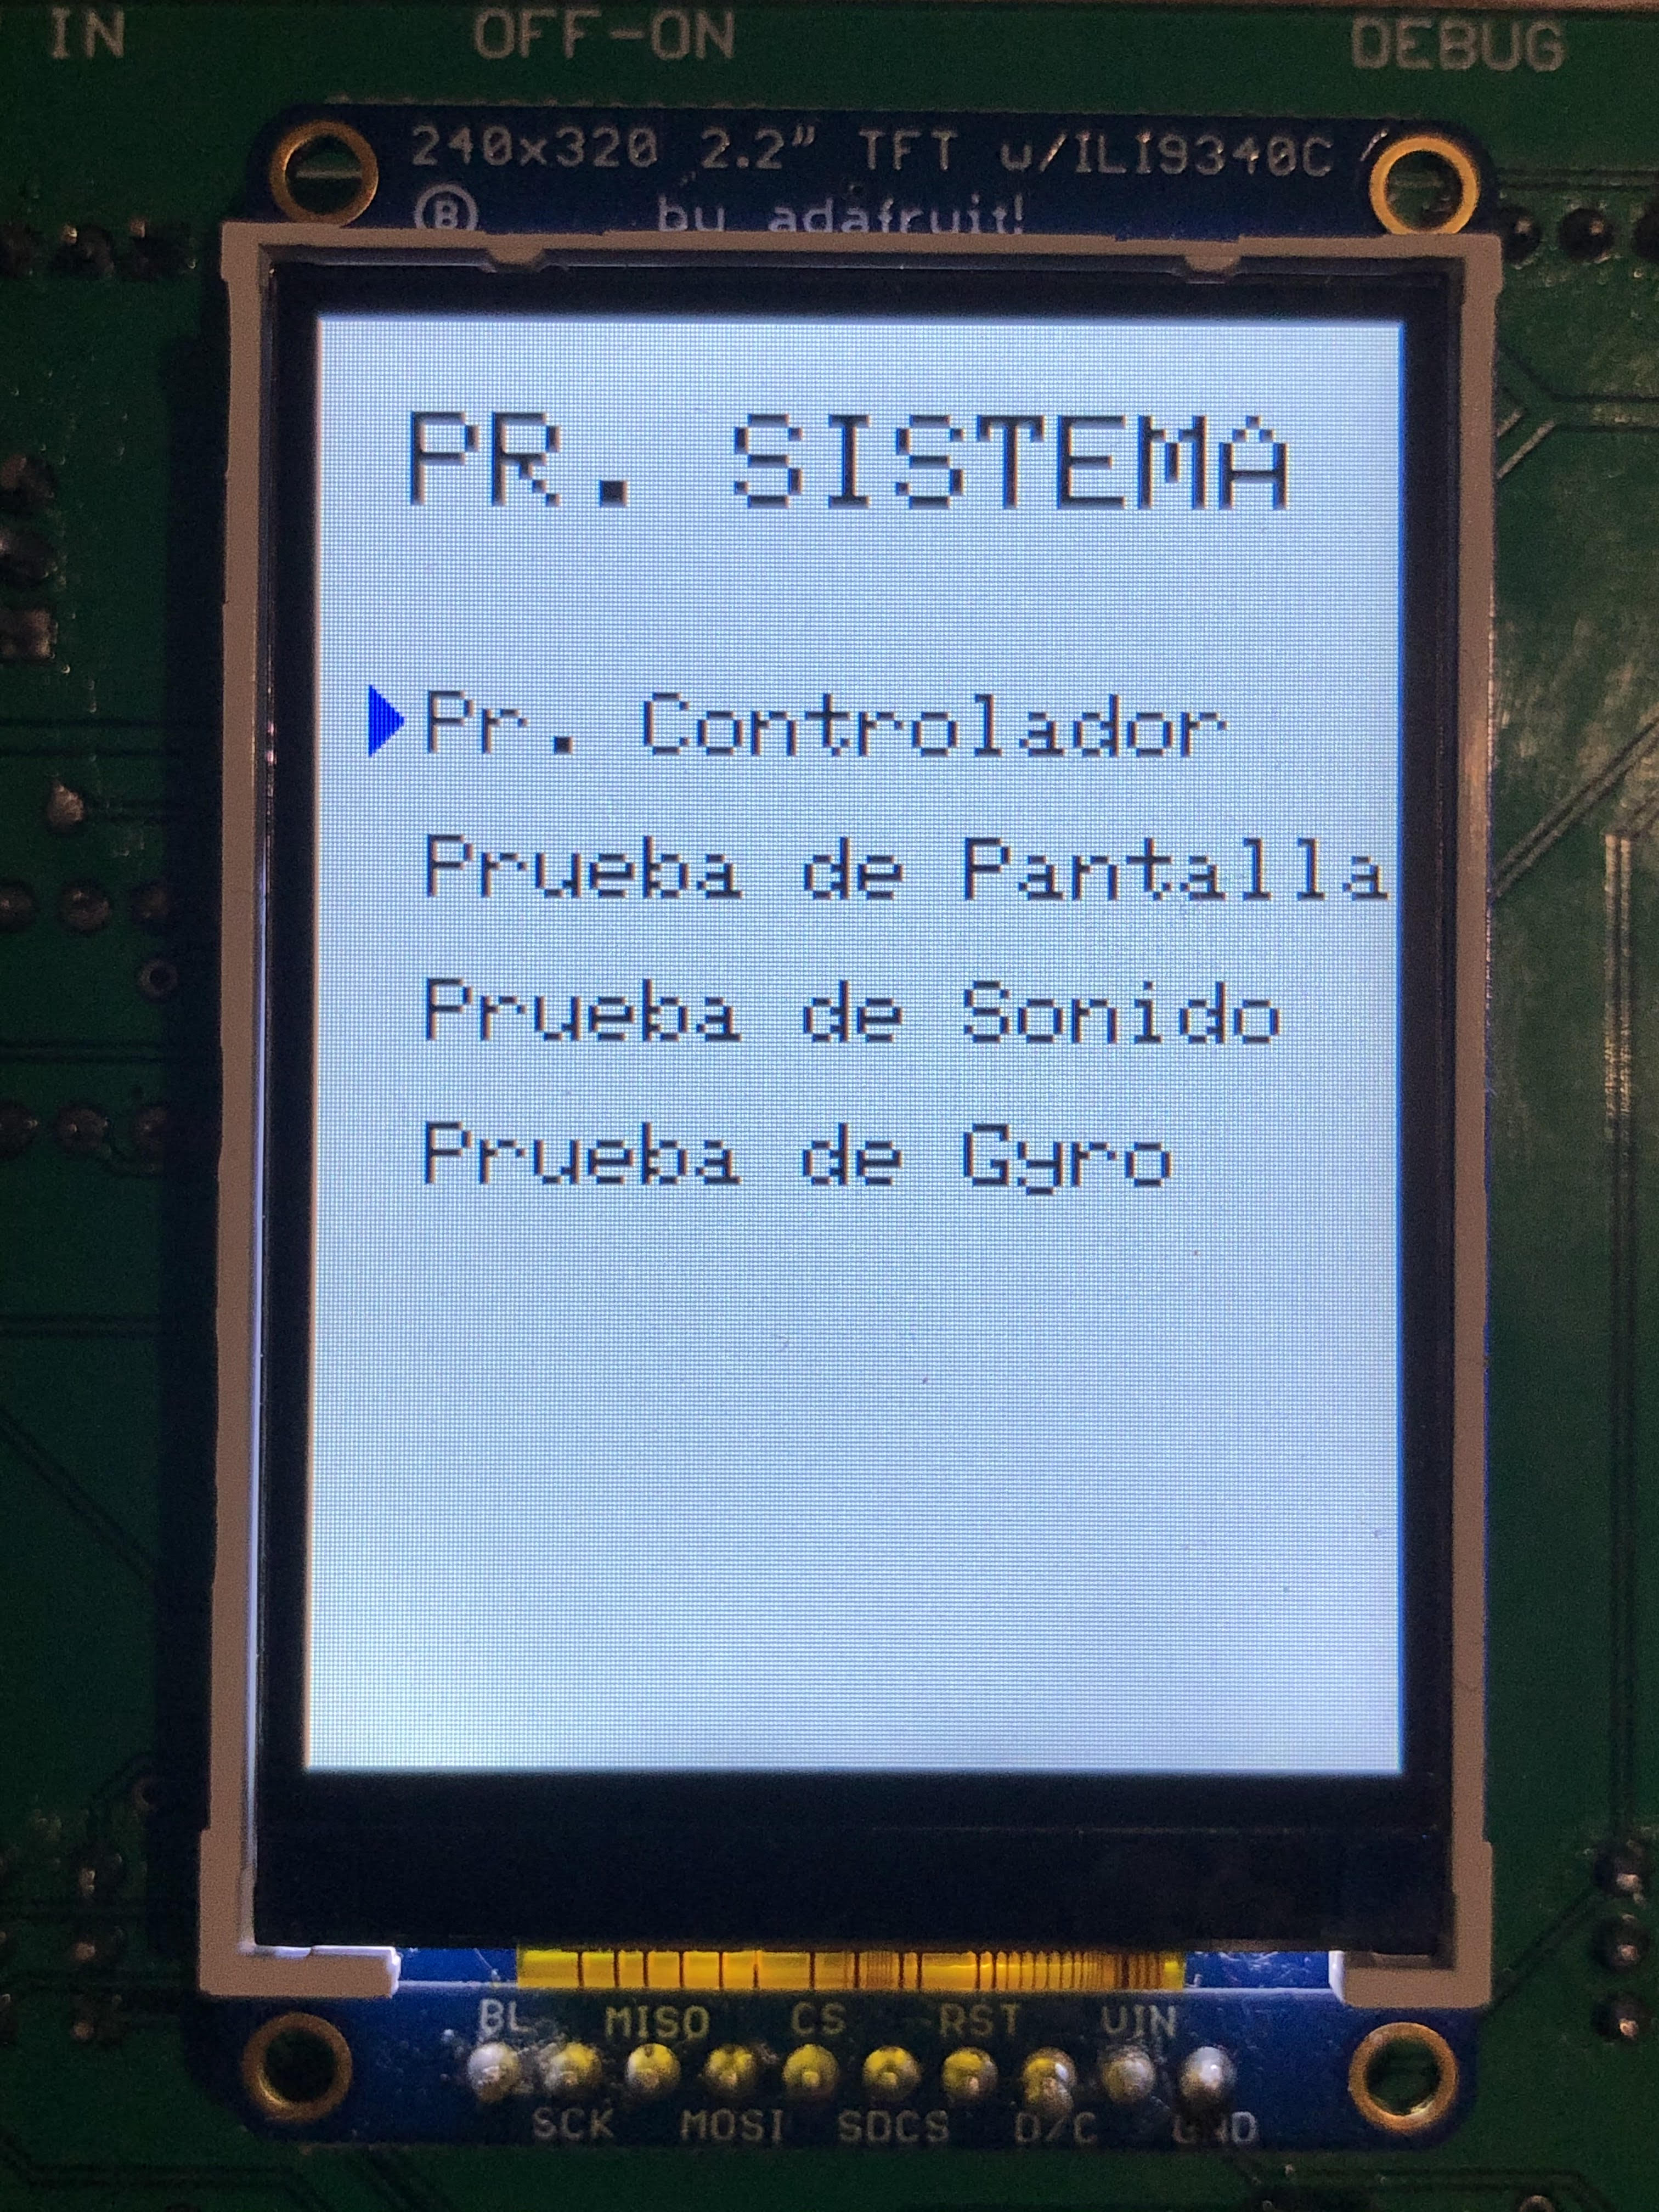 IN OFF-ON DEBUG
240x320 2.2" TFT w/ILI9340C
B by adafruit!
PR. SISTEMA
Pr. Controlador
Prueba de Pantalla
Prueba de Sonido
Prueba de Gyro
BL MISO CS RST VIN
SCK MOSI SDCS D/C GND